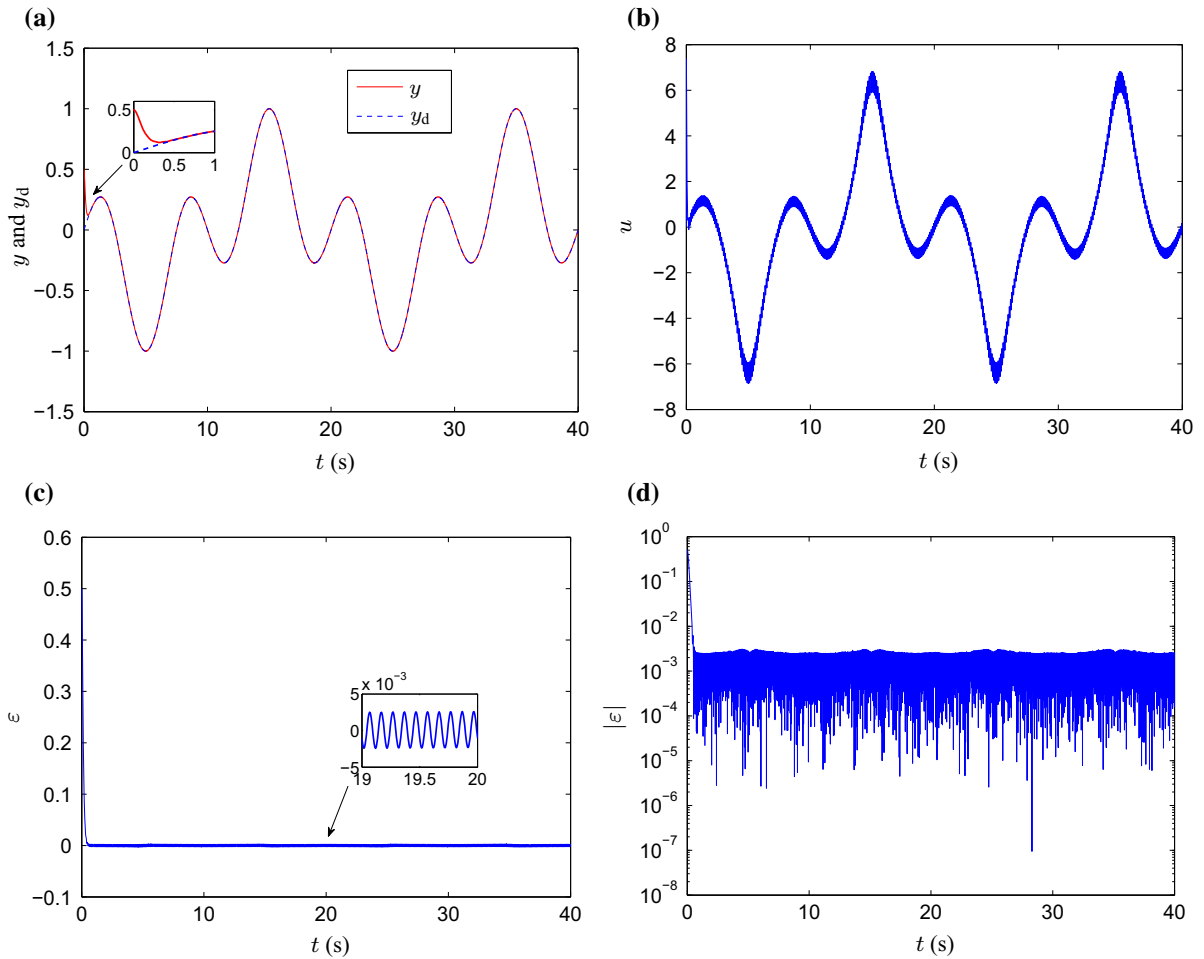 (a)
1.5
1
0.5
0
−0.5
−1
−1.5
y and y_d
0.5
0
0 0.5 1
y
y_d
0 10 20 30 40
t (s)
(b)
8
6
4
2
0
−2
−4
−6
−8
u
0 10 20 30 40
t (s)
(c)
0.6
0.5
0.4
0.3
0.2
0.1
0
−0.1
ε
x 10^−3
5
0
−5
19 19.5 20
0 10 20 30 40
t (s)
(d)
10^0
10^−1
10^−2
10^−3
10^−4
10^−5
10^−6
10^−7
10^−8
|ε|
0 10 20 30 40
t (s)